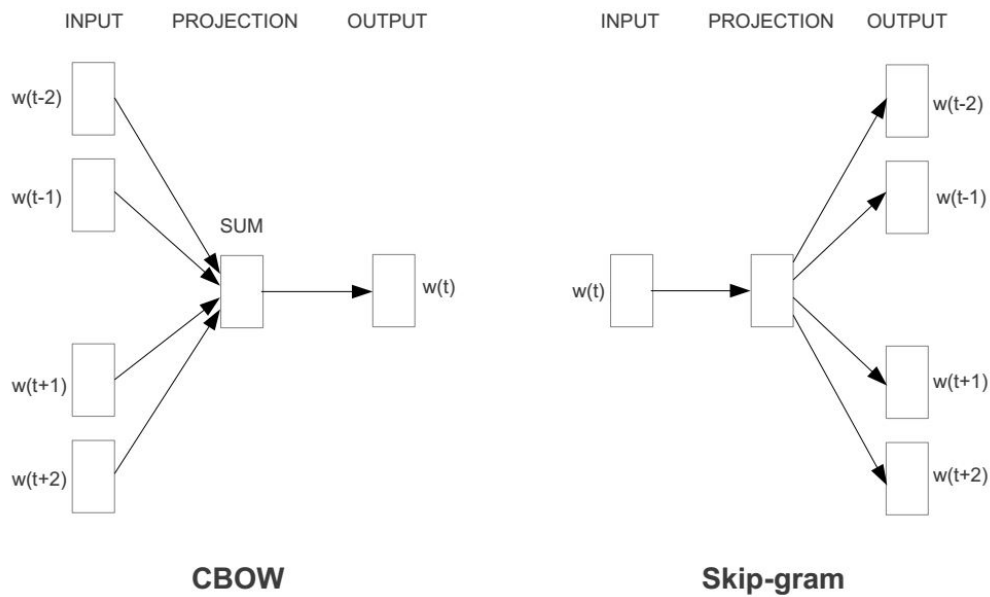 INPUT PROJECTION OUTPUT
w(t-2)
w(t-1)
SUM
w(t)
w(t+1)
w(t+2)
CBOW
INPUT PROJECTION OUTPUT
w(t-2)
w(t-1)
w(t)
w(t+1)
w(t+2)
Skip-gram